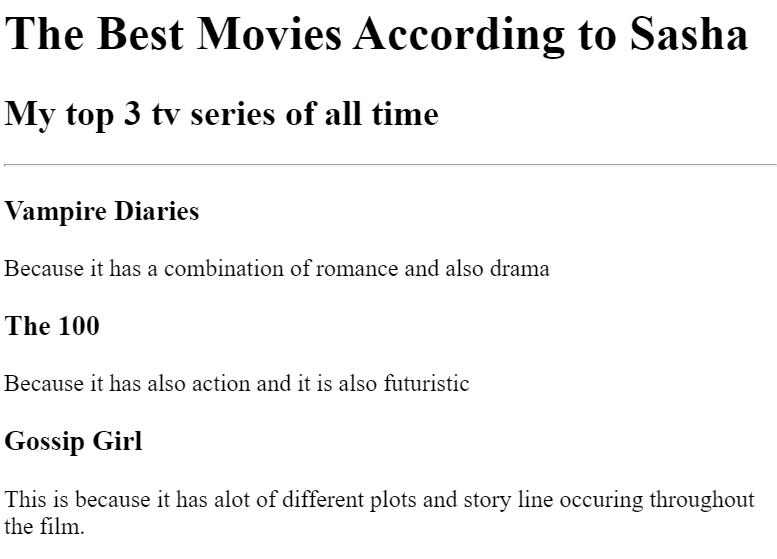 The Best Movies According to Sasha
My top 3 tv series of all time
Vampire Diaries
Because it has a combination of romance and also drama
The 100
Because it has also action and it is also futuristic
Gossip Girl
This is because it has alot of different plots and story line occuring throughout
the film.